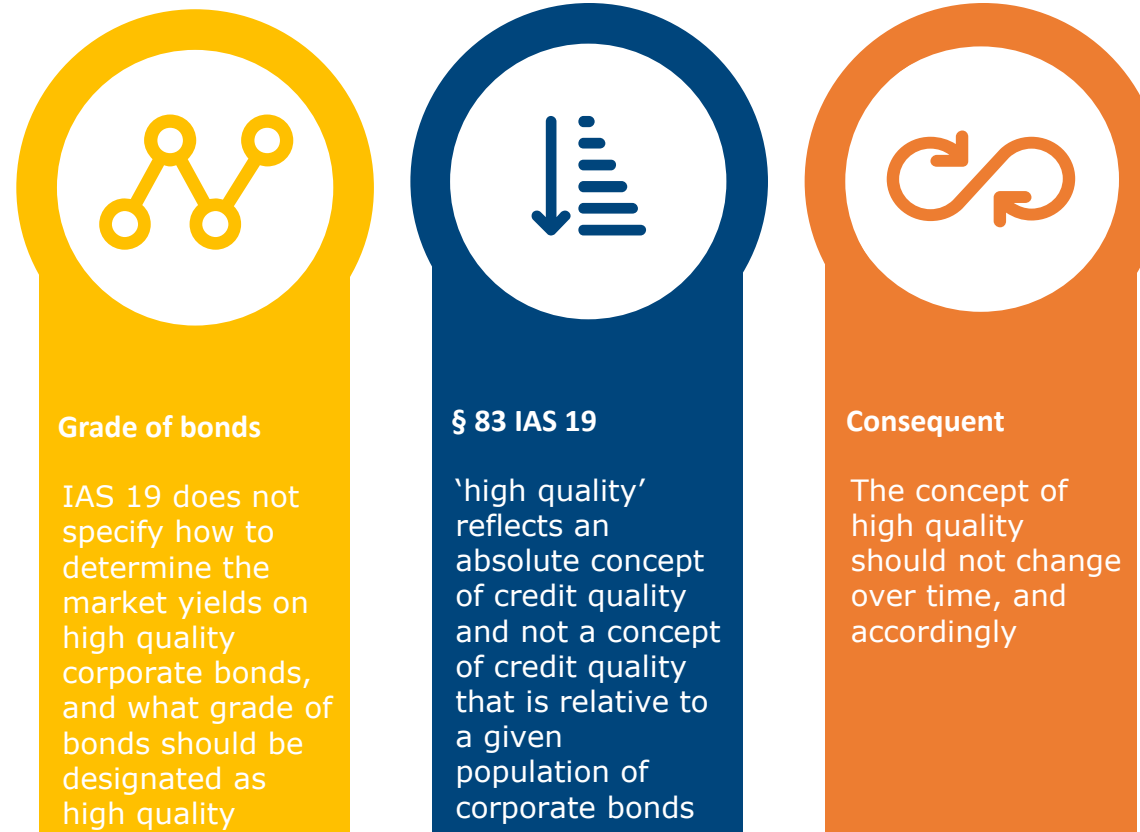 Grade of bonds
IAS 19 does not
specify how to
determine the
market yields on
high quality
corporate bonds,
and what grade of
bonds should be
designated as
high quality
§ 83 IAS 19
‘high quality’
reflects an
absolute concept
of credit quality
and not a concept
of credit quality
that is relative to
a given
population of
corporate bonds
Consequent
The concept of
high quality
should not change
over time, and
accordingly